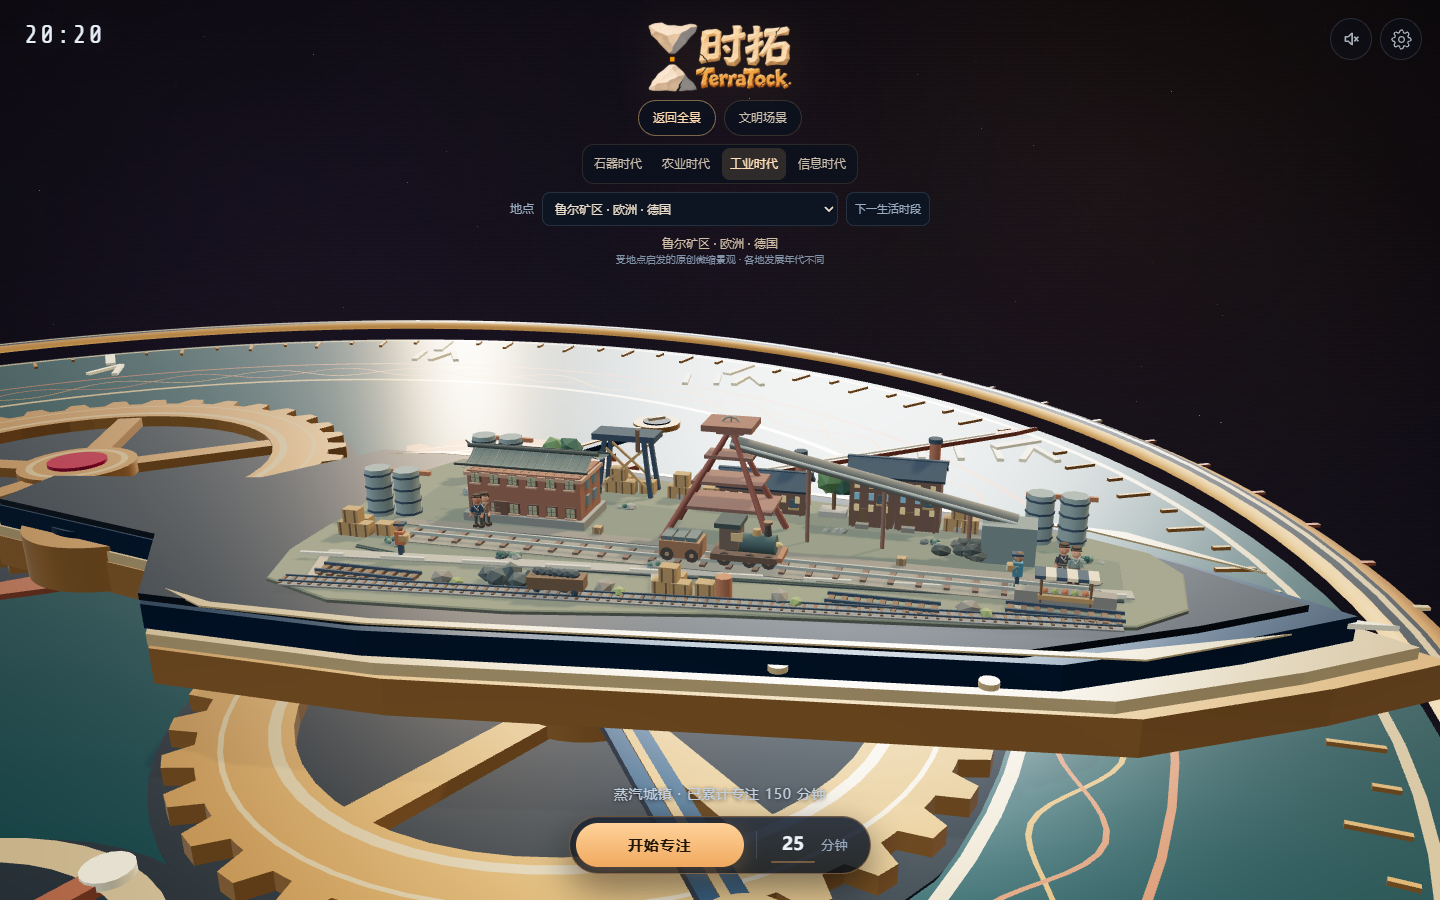 20:20
时拓
TerraTock.
返回全景 文明场景
石器时代 农业时代 工业时代 信息时代
地点 鲁尔矿区 · 欧洲 · 德国 下一生活时段
鲁尔矿区 · 欧洲 · 德国
受地点启发的原创微缩景观 · 各地发展年代不同
蒸汽城镇 · 已累计专注 150 分钟
开始专注 25 分钟